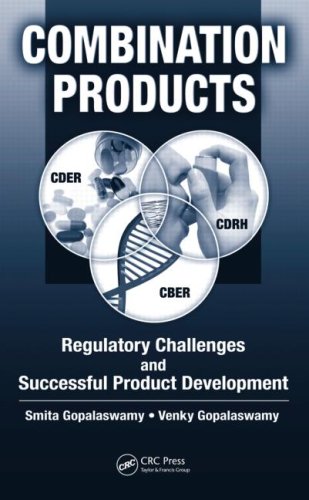 COMBINATION
PRODUCTS
CDER
CDRH
CBER
Regulatory Challenges
and
Successful Product Development
Smita Gopalaswamy • Venky Gopalaswamy
CRC
CRC Press
Taylor & Francis Group